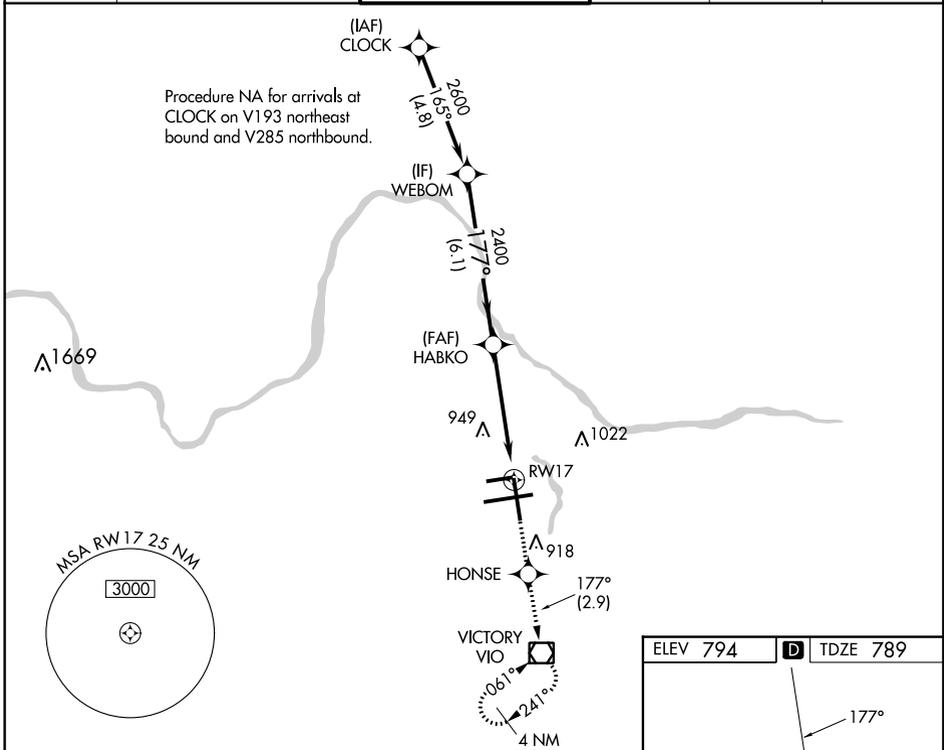 (IAF)
CLOCK
2600
165°
(4.8)
Procedure NA for arrivals at
CLOCK on V193 northeast
bound and V285 northbound.
(IF)
WEBOM
2400
177°
(6.1)
(FAF)
HABKO
1669
949
1022
RW17
918
MSA RW17 25 NM
3000
HONSE
177°
(2.9)
VICTORY
VIO
061°
241°
4 NM
ELEV 794
D
TDZE 789
177°